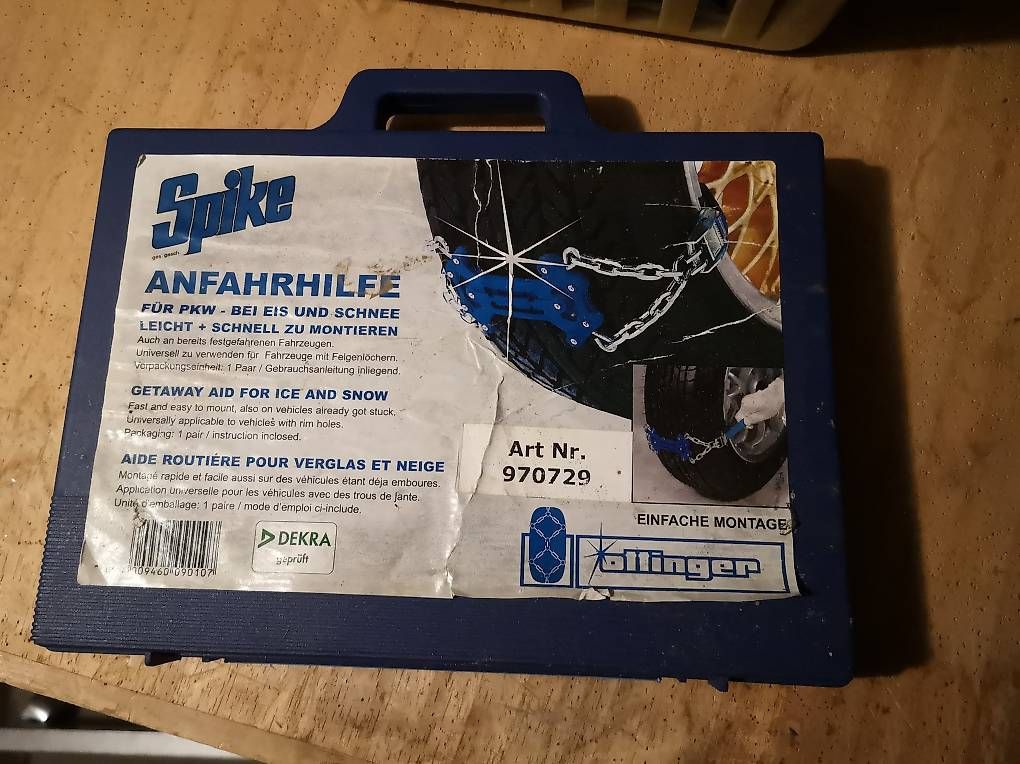 Spike
ges. gesch.
ANFAHRHILFE
FÜR PKW - BEI EIS UND SCHNEE
LEICHT + SCHNELL ZU MONTIEREN
Auch an bereits festgefahrenen Fahrzeugen.
Universell zu verwenden für Fahrzeuge mit Felgenlöchern.
Verpackungseinheit: 1 Paar / Gebrauchsanleitung inliegend.
GETAWAY AID FOR ICE AND SNOW
Fast and easy to mount, also on vehicles already got stuck.
Universally applicable to vehicles with rim holes.
Packaging: 1 pair / instruction inclosed.
AIDE ROUTIÉRE POUR VERGLAS ET NEIGE
Montage rapide et facile aussi sur des véhicules étant déja emboures.
Application universelle pour les véhicules avec des trous de jante.
Unité d'emballage: 1 paire / mode d'emploi ci-include.
Art Nr.
970729
DEKRA
geprüft
09460 090107
EINFACHE MONTAGE
ottinger